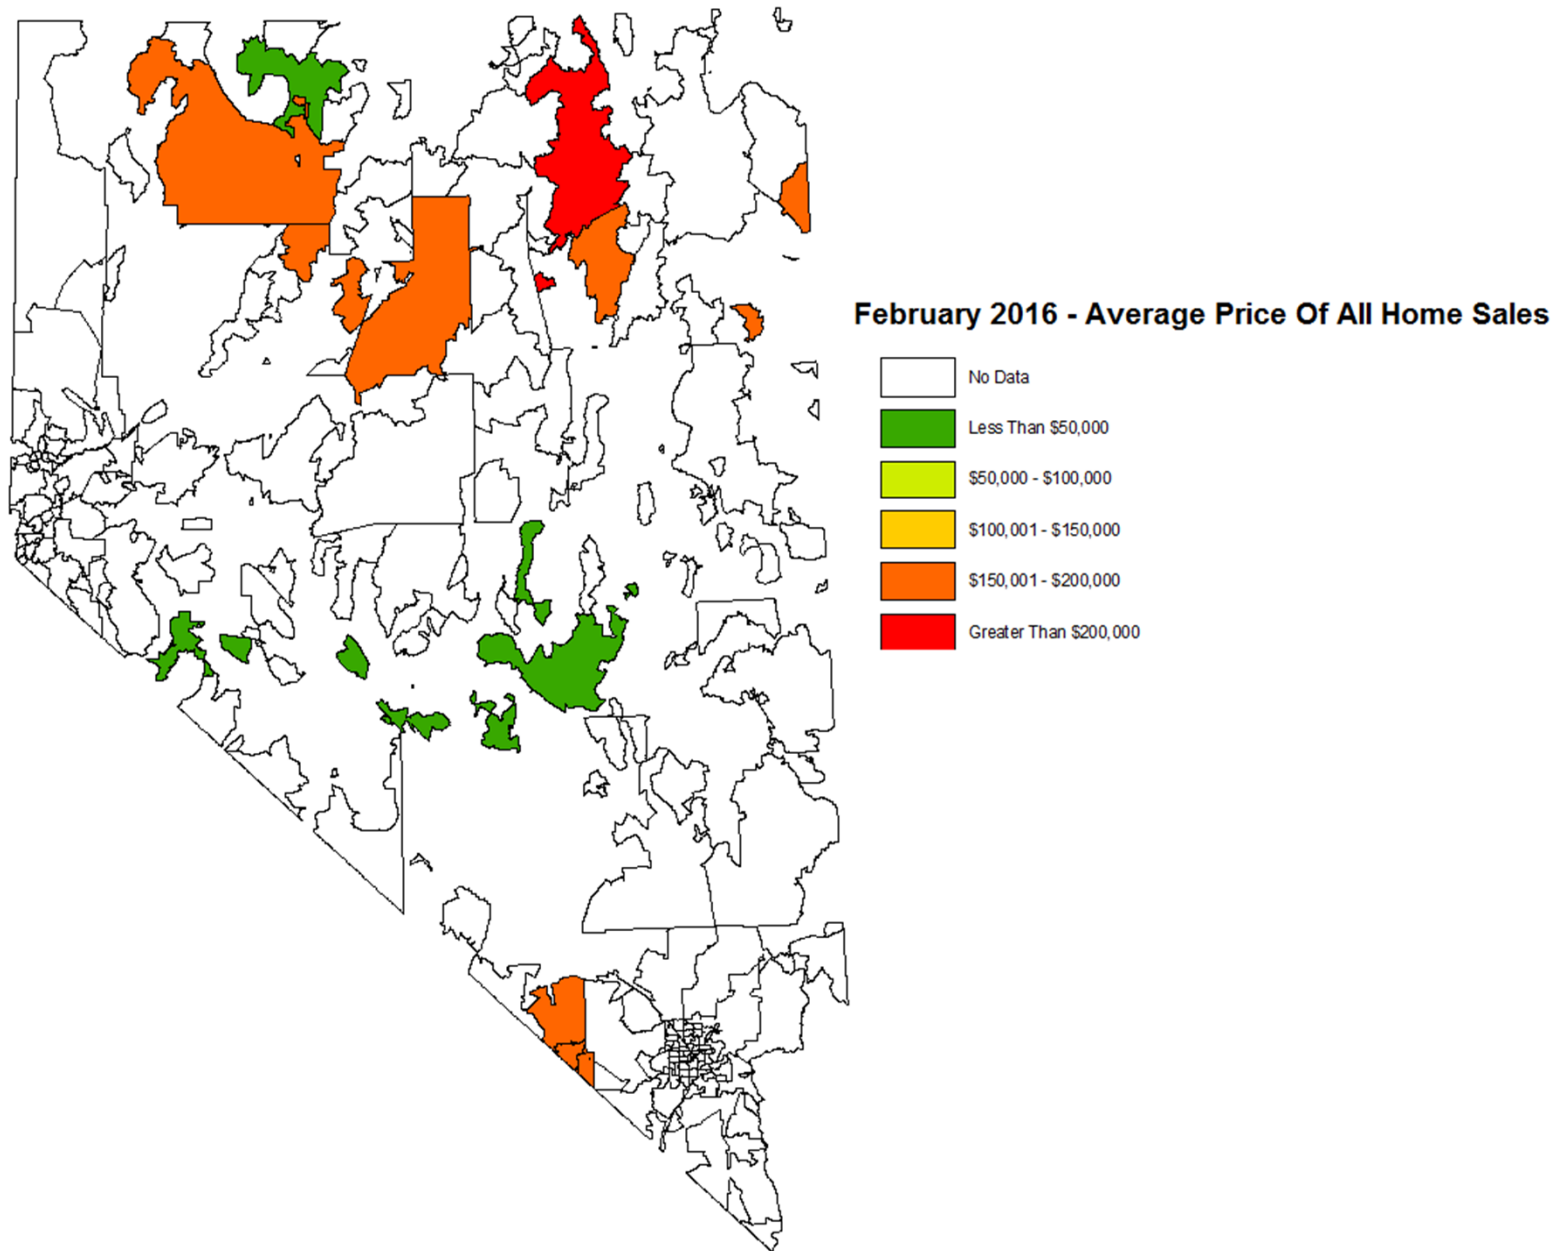 February 2016 - Average Price Of All Home Sales
No Data
Less Than $50,000
$50,000 - $100,000
$100,001 - $150,000
$150,001 - $200,000
Greater Than $200,000